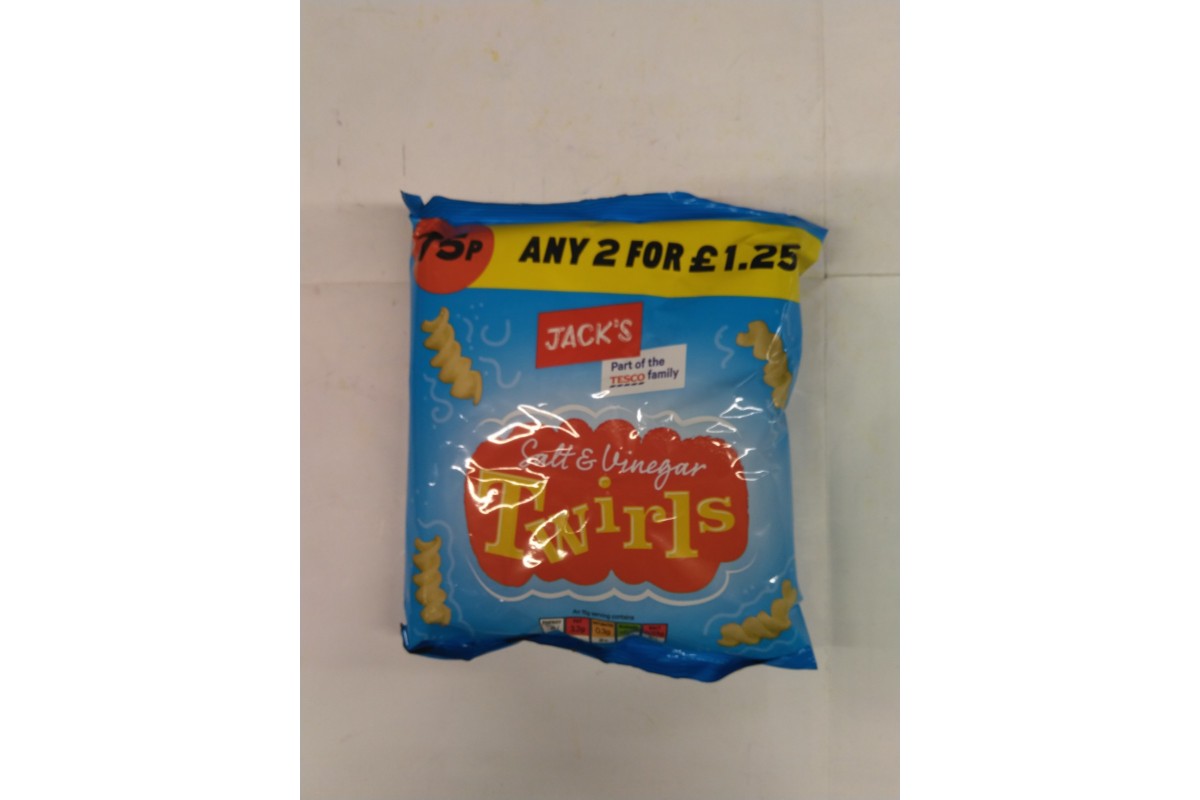 75P
ANY 2 FOR £1.25
JACK'S
Part of the
TESCO family
Salt & Vinegar
Twirls